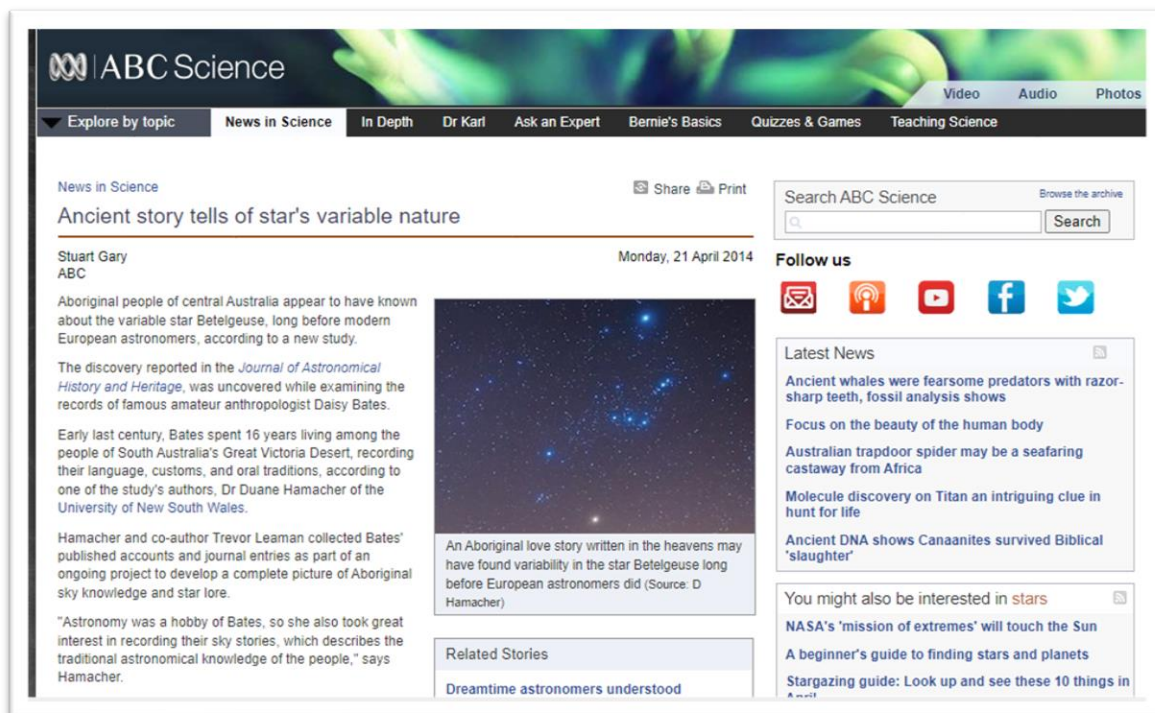 ABC Science
Video Audio Photos
Explore by topic News in Science In Depth Dr Karl Ask an Expert Bernie's Basics Quizzes & Games Teaching Science
News in Science
Share Print
Ancient story tells of star's variable nature
Stuart Gary
ABC
Monday, 21 April 2014
Aboriginal people of central Australia appear to have known
about the variable star Betelgeuse, long before modern
European astronomers, according to a new study.
The discovery reported in the Journal of Astronomical
History and Heritage, was uncovered while examining the
records of famous amateur anthropologist Daisy Bates.
Early last century, Bates spent 16 years living among the
people of South Australia's Great Victoria Desert, recording
their language, customs, and oral traditions, according to
one of the study's authors, Dr Duane Hamacher of the
University of New South Wales.
Hamacher and co-author Trevor Leaman collected Bates'
published accounts and journal entries as part of an
ongoing project to develop a complete picture of Aboriginal
sky knowledge and star lore.
"Astronomy was a hobby of Bates, so she also took great
interest in recording their sky stories, which describes the
traditional astronomical knowledge of the people," says
Hamacher.
An Aboriginal love story written in the heavens may
have found variability in the star Betelgeuse long
before European astronomers did (Source: D
Hamacher)
Related Stories
Dreamtime astronomers understood
Search ABC Science
Browse the archive
Search
Follow us
Latest News
Ancient whales were fearsome predators with razor-
sharp teeth, fossil analysis shows
Focus on the beauty of the human body
Australian trapdoor spider may be a seafaring
castaway from Africa
Molecule discovery on Titan an intriguing clue in
hunt for life
Ancient DNA shows Canaanites survived Biblical
'slaughter'
You might also be interested in stars
NASA's 'mission of extremes' will touch the Sun
A beginner's guide to finding stars and planets
Stargazing guide: Look up and see these 10 things in
April